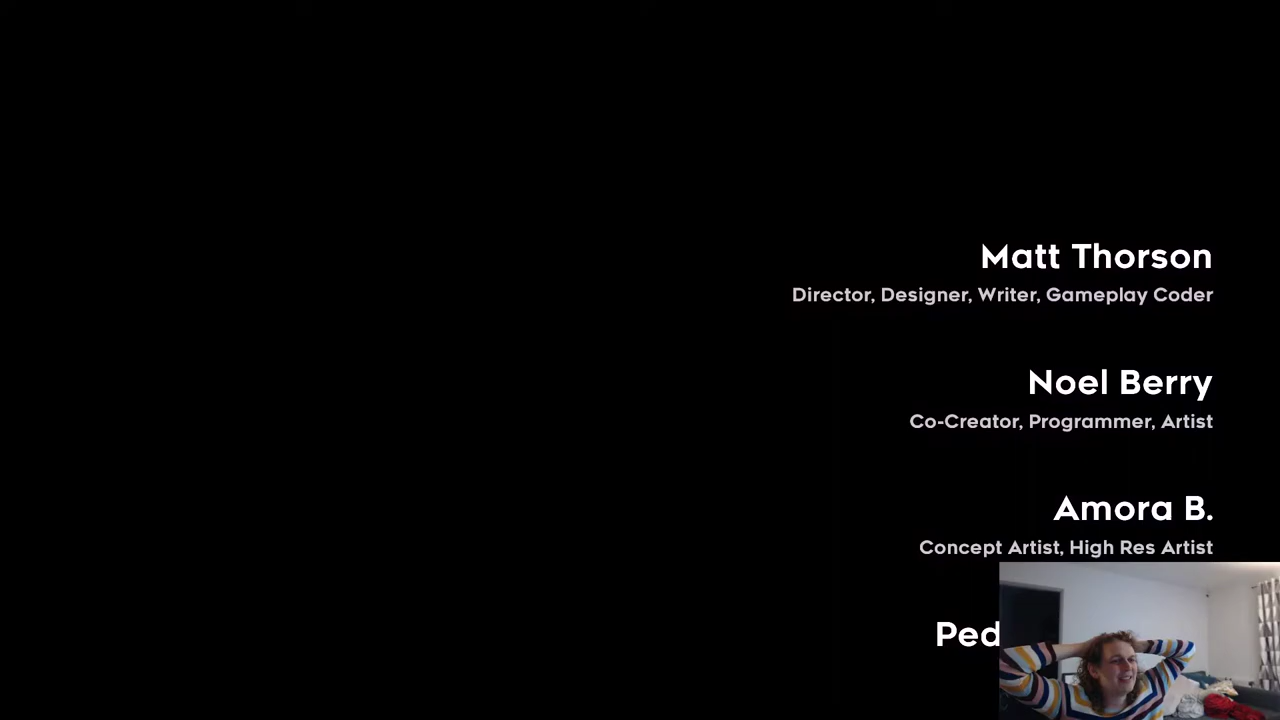 Matt Thorson
Director, Designer, Writer, Gameplay Coder
Noel Berry
Co-Creator, Programmer, Artist
Amora B.
Concept Artist, High Res Artist